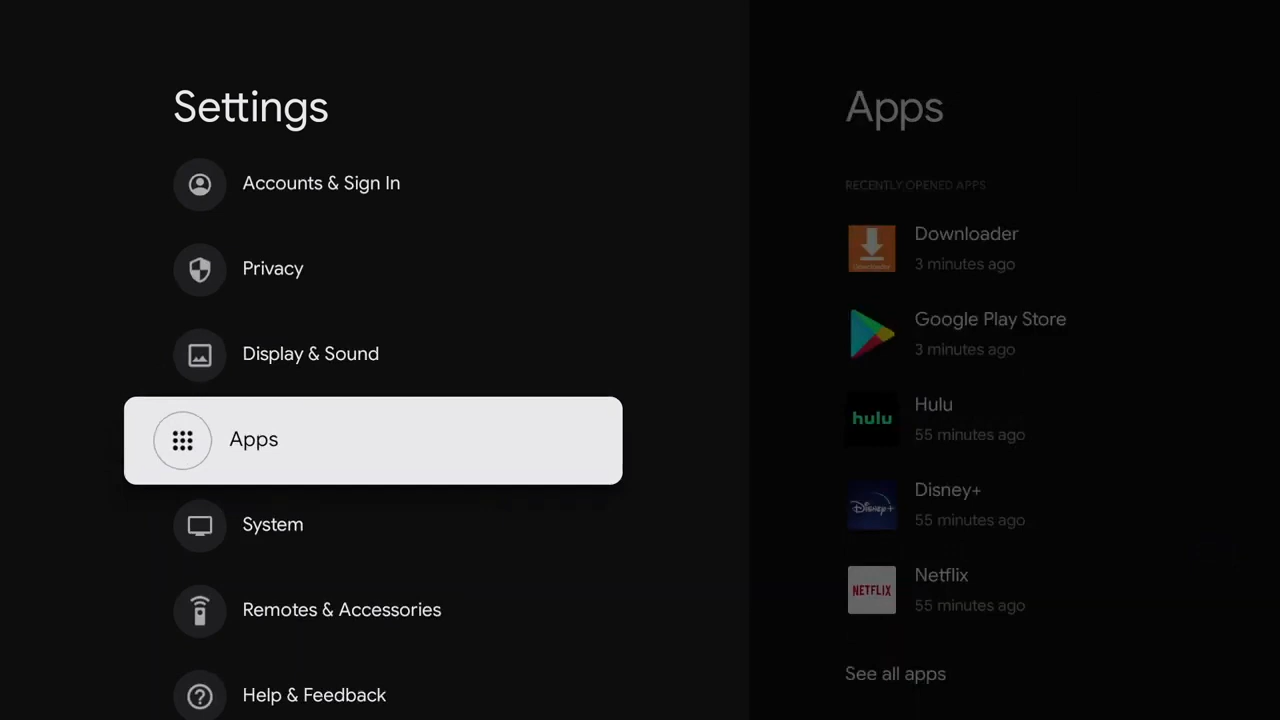 Settings
Accounts & Sign In
Privacy
Display & Sound
Apps
System
Remotes & Accessories
Help & Feedback
Apps
RECENTLY OPENED APPS
Downloader
Downloader
3 minutes ago
Google Play Store
3 minutes ago
hulu
Hulu
55 minutes ago
Disney+
Disney+
55 minutes ago
NETFLIX
Netflix
55 minutes ago
See all apps